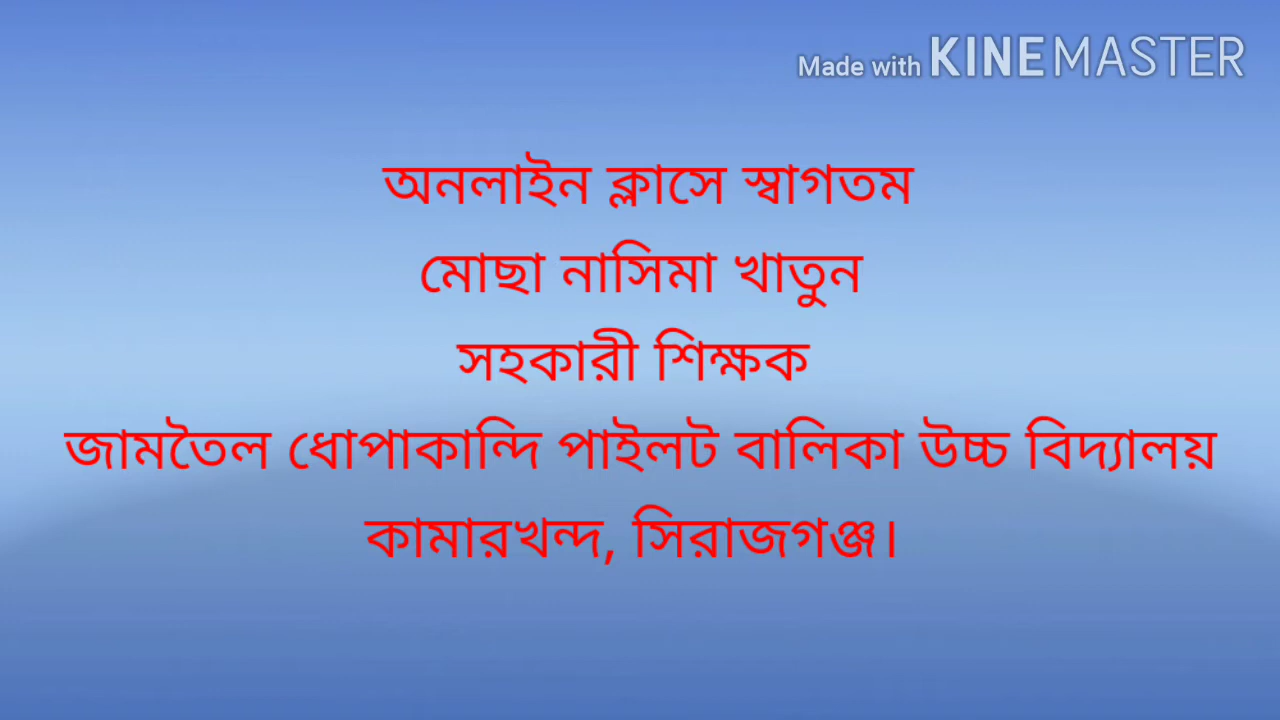 Made with KINEMASTER
অনলাইন ক্লাসে স্বাগতম
মোছা নাসিমা খাতুন
সহকারী শিক্ষক
জামতৈল ধোপাকান্দি পাইলট বালিকা উচ্চ বিদ্যালয়
কামারখন্দ, সিরাজগঞ্জ।